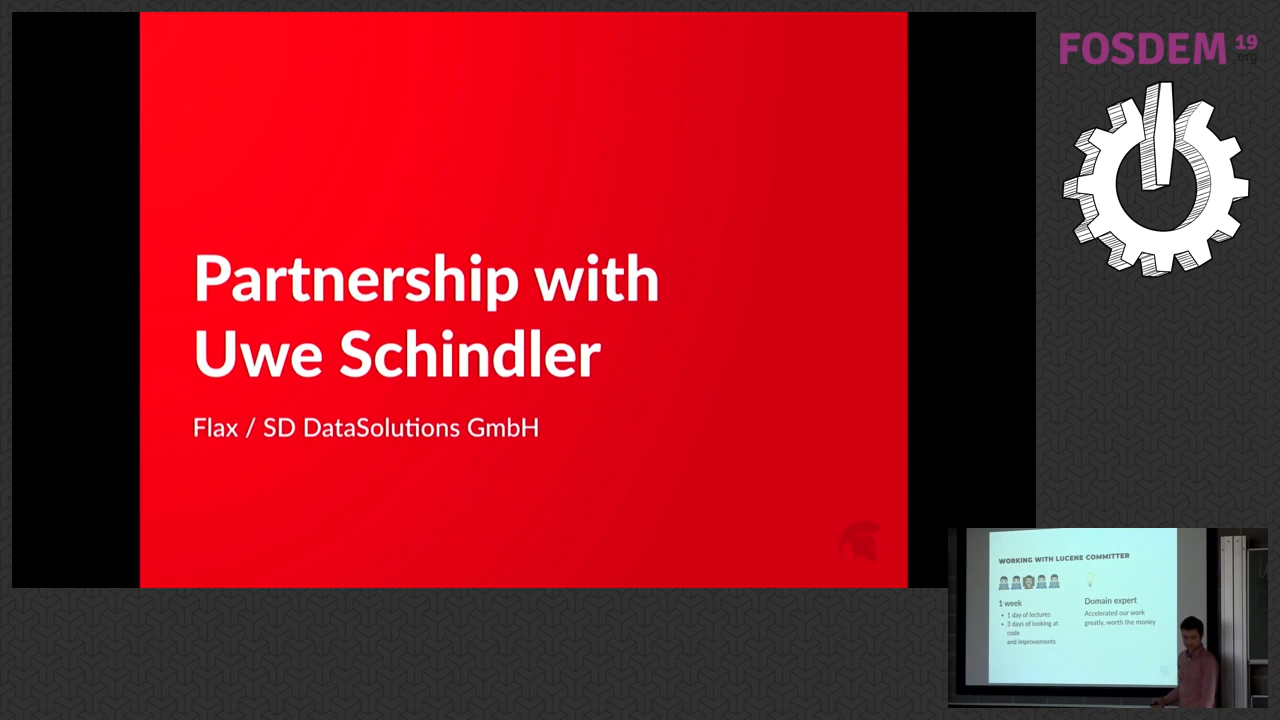 Partnership with
Uwe Schindler
Flax / SD DataSolutions GmbH
FOSDEM 19
.org
WORKING WITH LUCENE COMMITTER
1 week
• 1 day of lectures
• 3 days of looking at
code
and improvements
Domain expert
Accelerated our work
greatly, worth the money